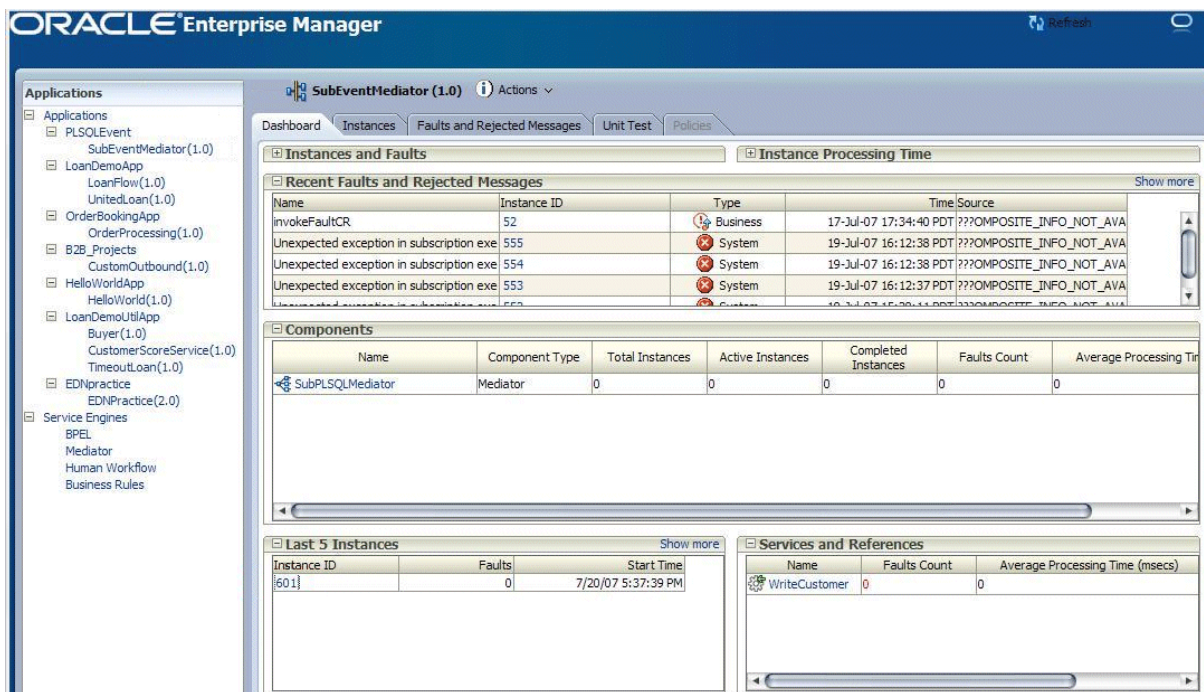 ORACLE Enterprise Manager
Refresh
Applications
Applications
PLSQLEvent
SubEventMediator(1.0)
LoanDemoApp
LoanFlow(1.0)
UnitedLoan(1.0)
OrderBookingApp
OrderProcessing(1.0)
B2B_Projects
CustomOutbound(1.0)
HelloWorldApp
HelloWorld(1.0)
LoanDemoUtilApp
Buyer(1.0)
CustomerScoreService(1.0)
TimeoutLoan(1.0)
EDNpractice
EDNPractice(2.0)
Service Engines
BPEL
Mediator
Human Workflow
Business Rules
SubEventMediator (1.0) Actions
Dashboard Instances Faults and Rejected Messages Unit Test Policies
Instances and Faults
Instance Processing Time
Recent Faults and Rejected Messages Show more
Name Instance ID Type Time Source
invokeFaultCR 52 Business 17-Jul-07 17:34:40 PDT ???OMPOSITE_INFO_NOT_AVA
Unexpected exception in subscription exe 555 System 19-Jul-07 16:12:38 PDT ???OMPOSITE_INFO_NOT_AVA
Unexpected exception in subscription exe 554 System 19-Jul-07 16:12:38 PDT ???OMPOSITE_INFO_NOT_AVA
Unexpected exception in subscription exe 553 System 19-Jul-07 16:12:37 PDT ???OMPOSITE_INFO_NOT_AVA
Components
Name Component Type Total Instances Active Instances Completed Instances Faults Count Average Processing Tim
SubPLSQLMediator Mediator 0 0 0 0 0
Last 5 Instances Show more
Instance ID Faults Start Time
601 0 7/20/07 5:37:39 PM
Services and References
Name Faults Count Average Processing Time (msecs)
WriteCustomer 0 0